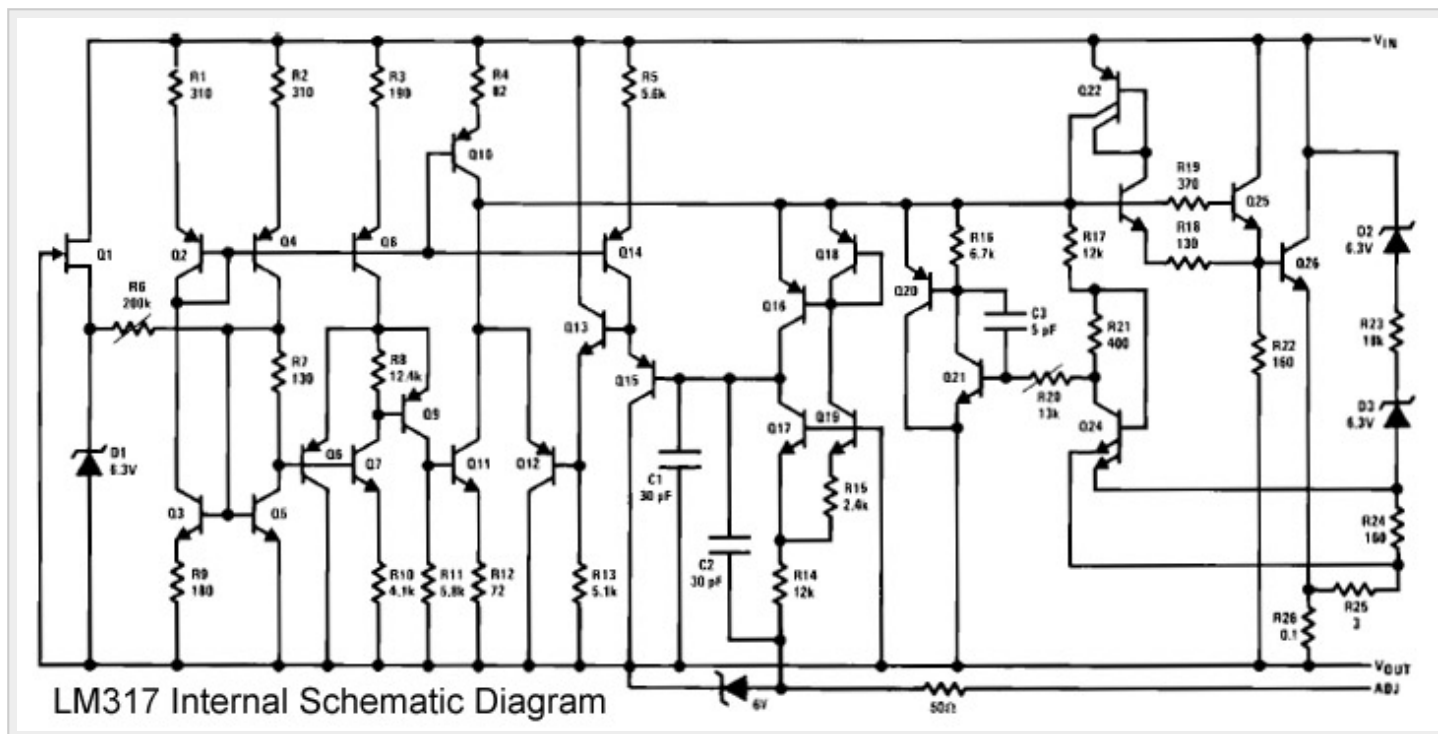 VIN
R1
310
R2
310
R3
190
R4
82
R5
5.6k
Q22
Q10
R19
370
Q25
R18
130
D2
6.3V
Q1
Q2
Q4
Q8
Q14
R16
6.7k
R17
12k
Q26
Q18
Q20
Q16
R6
200k
Q13
C3
5 pF
R21
400
R22
160
R23
18k
R7
130
R8
12.4k
Q15
Q21
R20
13k
D3
6.3V
Q9
Q17
Q19
Q24
D1
6.3V
Q6
Q7
Q11
Q12
C1
30 pF
R15
2.4k
Q3
Q5
R24
160
R9
180
R10
4.1k
R11
5.8k
R12
72
R13
5.1k
C2
30 pF
R14
12k
R26
0.1
R25
3
VOUT
ADJ
LM317 Internal Schematic Diagram
6V
50Ω